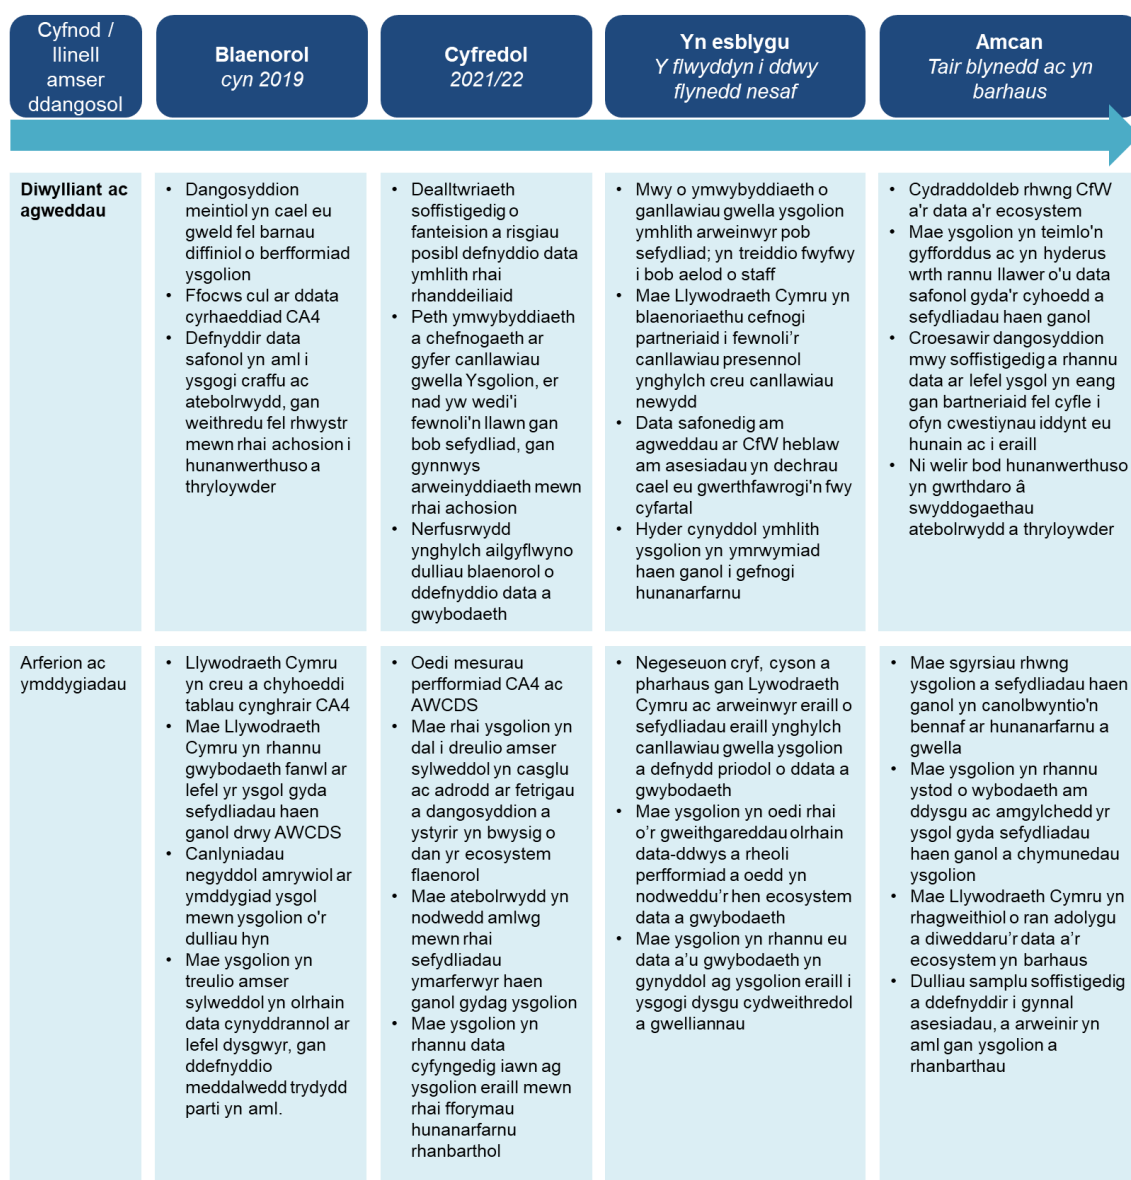 Cyfnod /
llinell
amser
ddangosol
Blaenorol
cyn 2019
Cyfredol
2021/22
Yn esblygu
Y flwyddyn i ddwy
flynedd nesaf
Amcan
Tair blynedd ac yn
barhaus
Diwylliant ac
agweddau
• Dangosyddion
meintiol yn cael eu
gweld fel barnau
diffiniol o berfformiad
ysgolion
• Ffocws cul ar ddata
cyrhaeddiad CA4
• Defnyddir data
safonol yn aml i
ysgogi craffu ac
atebolrwydd, gan
weithredu fel rhwystr
mewn rhai achosion i
hunanwerthuso a
thryloywder
• Dealltwriaeth
soffistigedig o
fanteision a risgiau
posibl defnyddio data
ymhlith rhai
rhanddeiliaid
• Peth ymwybyddiaeth
a chefnogaeth ar
gyfer canllawiau
gwella Ysgolion, er
nad yw wedi'i
fewnoli'n llawn gan
bob sefydliad, gan
gynnwys
arweinyddiaeth mewn
rhai achosion
• Nerfusrwydd
ynghylch ailgyflwyno
dulliau blaenorol o
ddefnyddio data a
gwybodaeth
• Mwy o ymwybyddiaeth o
ganllawiau gwella ysgolion
ymhlith arweinwyr pob
sefydliad; yn treiddio fwyfwy
i bob aelod o staff
• Mae Llywodraeth Cymru yn
blaenoriaethu cefnogi
partneriaid i fewnoli’r
canllawiau presennol
ynghylch creu canllawiau
newydd
• Data safonedig am
agweddau ar CfW heblaw
am asesiadau yn dechrau
cael eu gwerthfawrogi'n fwy
cyfartal
• Hyder cynyddol ymhlith
ysgolion yn ymrwymiad
haen ganol i gefnogi
hunanarfarnu
• Cydraddoldeb rhwng CfW
a'r data a'r ecosystem
• Mae ysgolion yn teimlo'n
gyfforddus ac yn hyderus
wrth rannu llawer o'u data
safonol gyda'r cyhoedd a
sefydliadau haen ganol
• Croesawir dangosyddion
mwy soffistigedig a rhannu
data ar lefel ysgol yn eang
gan bartneriaid fel cyfle i
ofyn cwestiynau iddynt eu
hunain ac i eraill
• Ni welir bod hunanwerthuso
yn gwrthdaro â
swyddogaethau
atebolrwydd a thryloywder
Arferion ac
ymddygiadau
• Llywodraeth Cymru
yn creu a chyhoeddi
tablau cynghrair CA4
• Mae Llywodraeth
Cymru yn rhannu
gwybodaeth fanwl ar
lefel yr ysgol gyda
sefydliadau haen
ganol drwy AWCDS
• Canlyniadau
negyddol amrywiol ar
ymddygiad ysgol
mewn ysgolion o'r
dulliau hyn
• Mae ysgolion yn
treulio amser
sylweddol yn olrhain
data cynyddrannol ar
lefel dysgwyr, gan
ddefnyddio
meddalwedd trydydd
parti yn aml.
• Oedi mesurau
perfformiad CA4 ac
AWCDS
• Mae rhai ysgolion yn
dal i dreulio amser
sylweddol yn casglu
ac adrodd ar fetrigau
a dangosyddion a
ystyrir yn bwysig o
dan yr ecosystem
flaenorol
• Mae atebolrwydd yn
nodwedd amlwg
mewn rhai
sefydliadau
ymarferwyr haen
ganol gydag ysgolion
• Mae ysgolion yn
rhannu data
cyfyngedig iawn ag
ysgolion eraill mewn
rhai fforymau
hunanarfarnu
rhanbarthol
• Negeseuon cryf, cyson a
pharhaus gan Lywodraeth
Cymru ac arweinwyr eraill o
sefydliadau eraill ynghylch
canllawiau gwella ysgolion
a defnydd priodol o ddata a
gwybodaeth
• Mae ysgolion yn oedi rhai
o’r gweithgareddau olrhain
data-ddwys a rheoli
perfformiad a oedd yn
nodweddu’r hen ecosystem
data a gwybodaeth
• Mae ysgolion yn rhannu eu
data a’u gwybodaeth yn
gynyddol ag ysgolion eraill i
ysgogi dysgu cydweithredol
a gwelliannau
• Mae sgyrsiau rhwng
ysgolion a sefydliadau haen
ganol yn canolbwyntio'n
bennaf ar hunanarfarnu a
gwella
• Mae ysgolion yn rhannu
ystod o wybodaeth am
ddysgu ac amgylchedd yr
ysgol gyda sefydliadau
haen ganol a chymunedau
ysgolion
• Mae Llywodraeth Cymru yn
rhagweithiol o ran adolygu
a diweddaru’r data a’r
ecosystem yn barhaus
• Dulliau samplu soffistigedig
a ddefnyddir i gynnal
asesiadau, a arweinir yn
aml gan ysgolion a
rhanbarthau